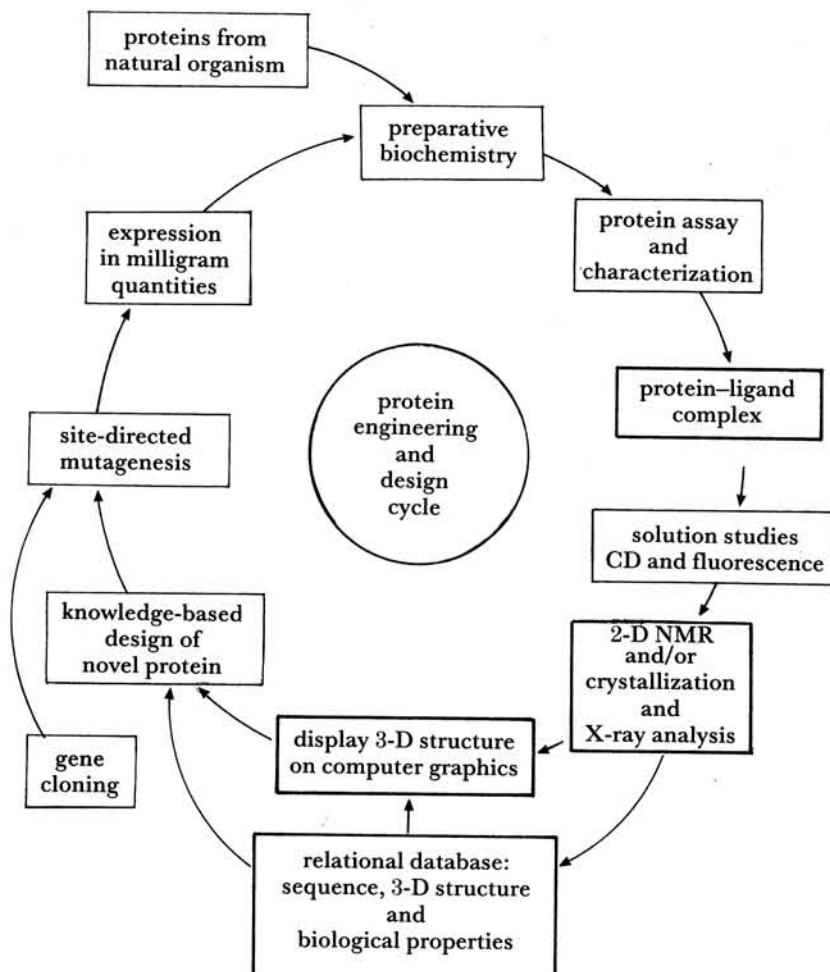 proteins from
natural organism
preparative
biochemistry
protein assay
and
characterization
expression
in milligram
quantities
protein–ligand
complex
protein
engineering
and
design
cycle
site-directed
mutagenesis
solution studies
CD and fluorescence
knowledge-based
design of
novel protein
2-D NMR
and/or
crystallization
and
X-ray analysis
display 3-D structure
on computer graphics
gene
cloning
relational database:
sequence, 3-D structure
and
biological properties